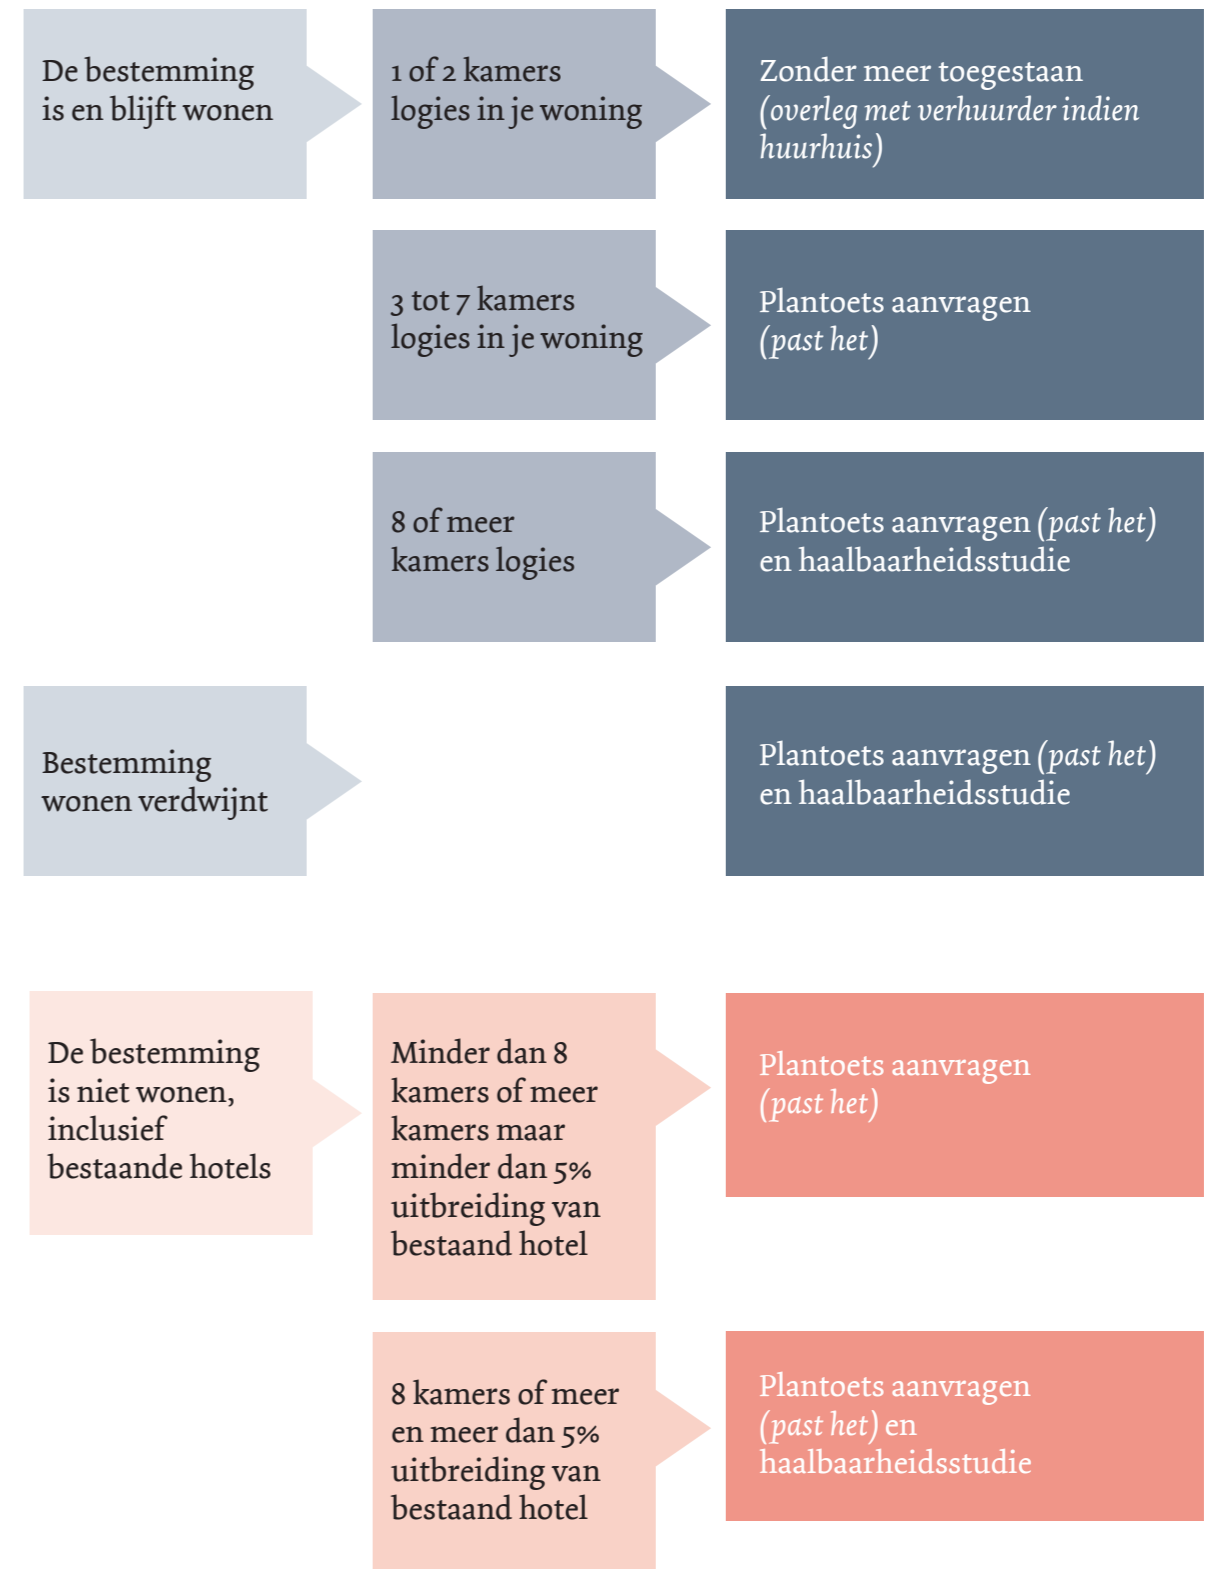 De bestemming
is en blijft wonen
1 of 2 kamers
logies in je woning
Zonder meer toegestaan
(overleg met verhuurder indien
huurhuis)
3 tot 7 kamers
logies in je woning
Plantoets aanvragen
(past het)
8 of meer
kamers logies
Plantoets aanvragen (past het)
en haalbaarheidsstudie
Bestemming
wonen verdwijnt
Plantoets aanvragen (past het)
en haalbaarheidsstudie
De bestemming
is niet wonen,
inclusief
bestaande hotels
Minder dan 8
kamers of meer
kamers maar
minder dan 5%
uitbreiding van
bestaand hotel
Plantoets aanvragen
(past het)
8 kamers of meer
en meer dan 5%
uitbreiding van
bestaand hotel
Plantoets aanvragen
(past het) en
haalbaarheidsstudie